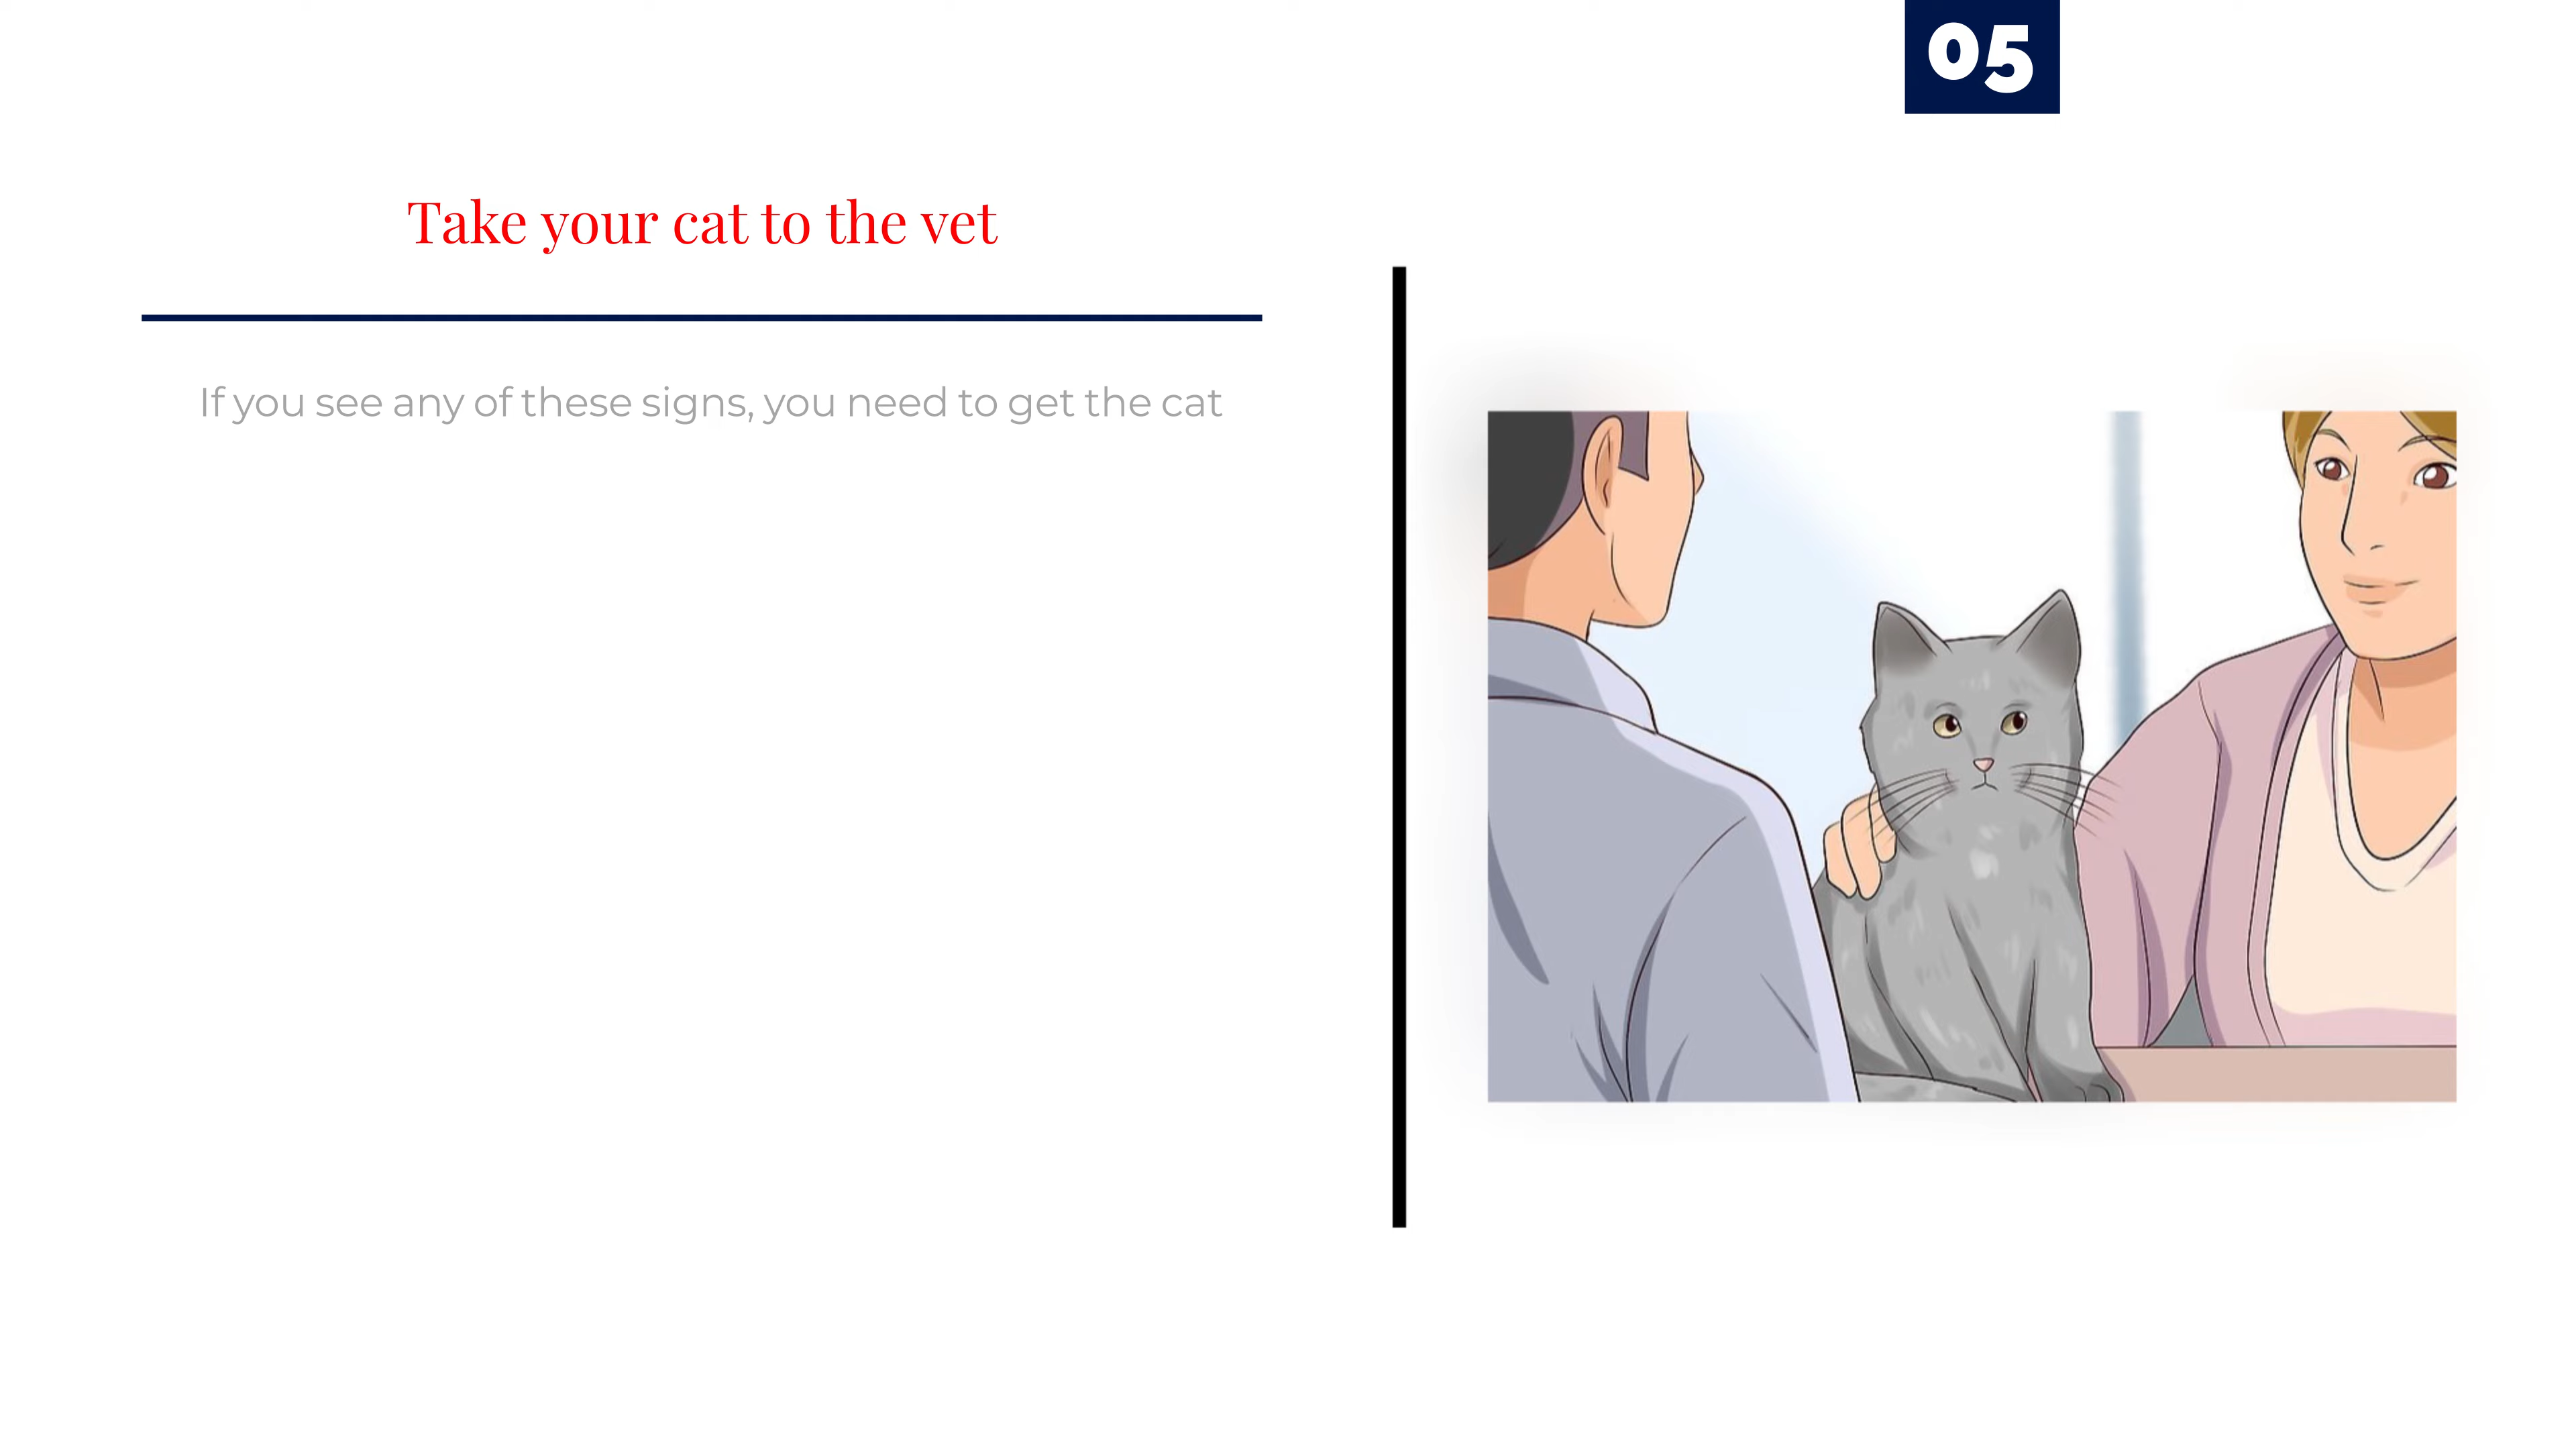 05
Take your cat to the vet
If you see any of these signs, you need to get the cat